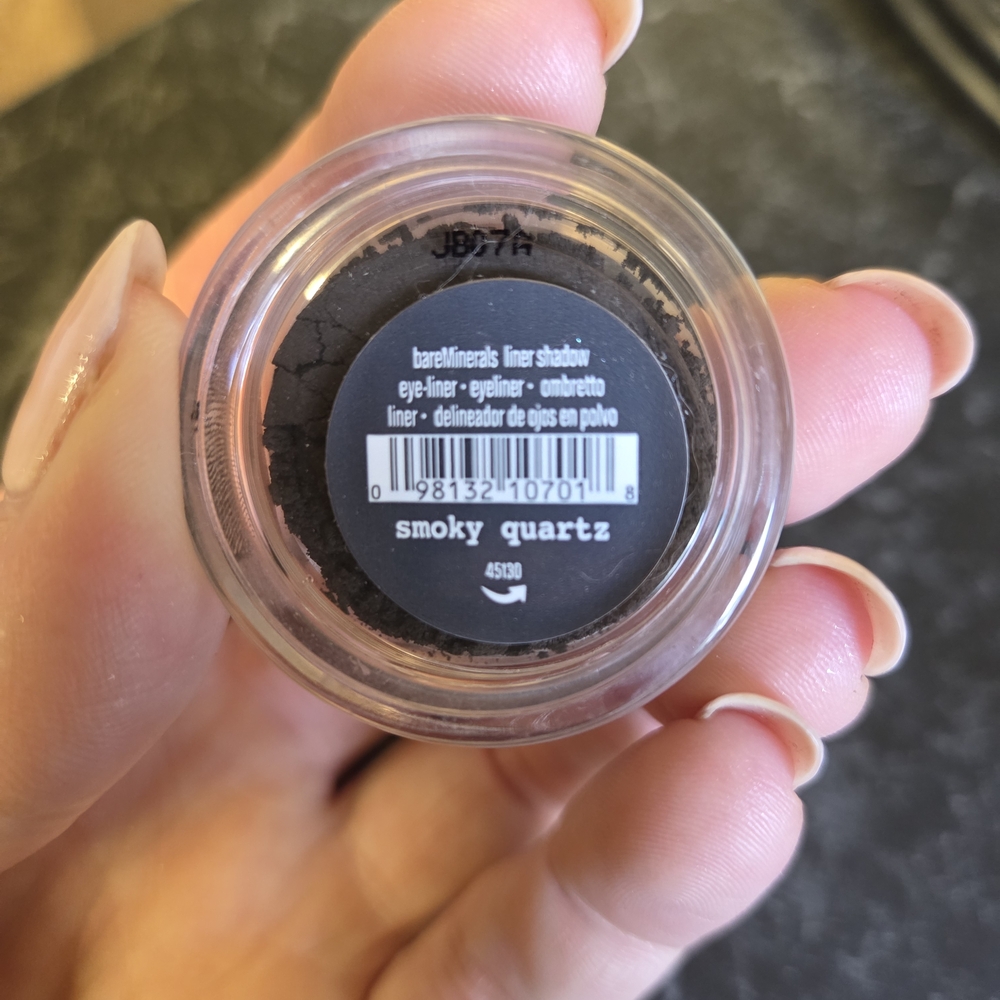 JB07A
bareMinerals liner shadow
eye-liner • eyeliner • ombretto
liner • delineador de ojos en polvo
0 98132 10701 8
smoky quartz
45130